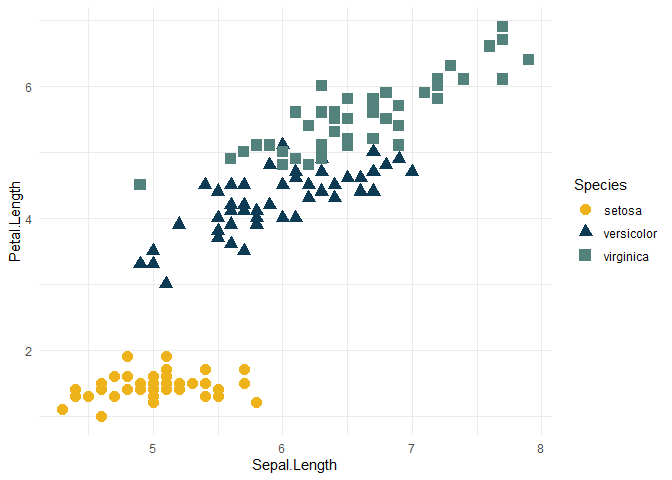 Petal.Length
6
4
2
5 6 7 8
Sepal.Length
Species
setosa
versicolor
virginica